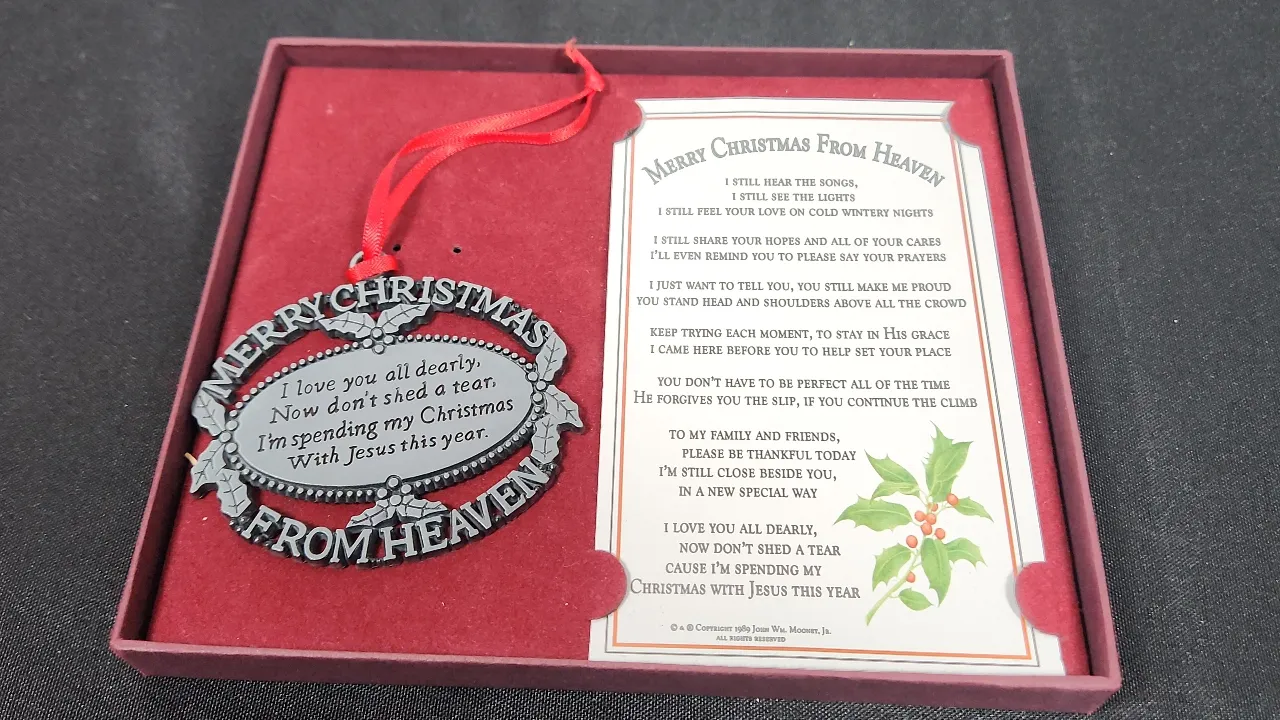 MERRY CHRISTMAS
I love you all dearly,
Now don't shed a tear,
I'm spending my Christmas
With Jesus this year.
FROM HEAVEN
MERRY CHRISTMAS FROM HEAVEN
I STILL HEAR THE SONGS,
I STILL SEE THE LIGHTS
I STILL FEEL YOUR LOVE ON COLD WINTERY NIGHTS
I STILL SHARE YOUR HOPES AND ALL OF YOUR CARES
I'LL EVEN REMIND YOU TO PLEASE SAY YOUR PRAYERS
I JUST WANT TO TELL YOU, YOU STILL MAKE ME PROUD
YOU STAND HEAD AND SHOULDERS ABOVE ALL THE CROWD
KEEP TRYING EACH MOMENT, TO STAY IN HIS GRACE
I CAME HERE BEFORE YOU TO HELP SET YOUR PLACE
YOU DON'T HAVE TO BE PERFECT ALL OF THE TIME
HE FORGIVES YOU THE SLIP, IF YOU CONTINUE THE CLIMB
TO MY FAMILY AND FRIENDS,
PLEASE BE THANKFUL TODAY
I'M STILL CLOSE BESIDE YOU,
IN A NEW SPECIAL WAY
I LOVE YOU ALL DEARLY,
NOW DON'T SHED A TEAR
CAUSE I'M SPENDING MY
CHRISTMAS WITH JESUS THIS YEAR
© & ® COPYRIGHT 1989 JOHN WM. MOONEY, JR.
ALL RIGHTS RESERVED